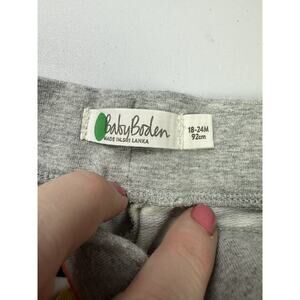 BabyBoden
MADE IN SRI LANKA
18-24M
92cm